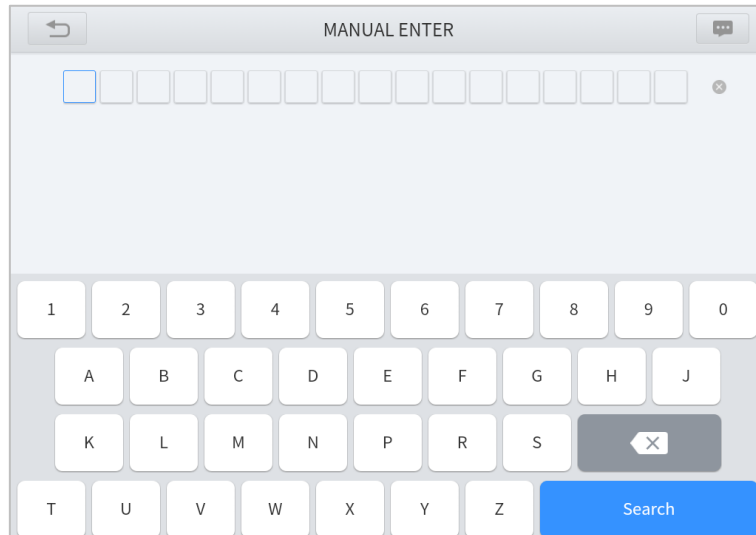 MANUAL ENTER
1 2 3 4 5 6 7 8 9 0
A B C D E F G H J
K L M N P R S
T U V W X Y Z Search